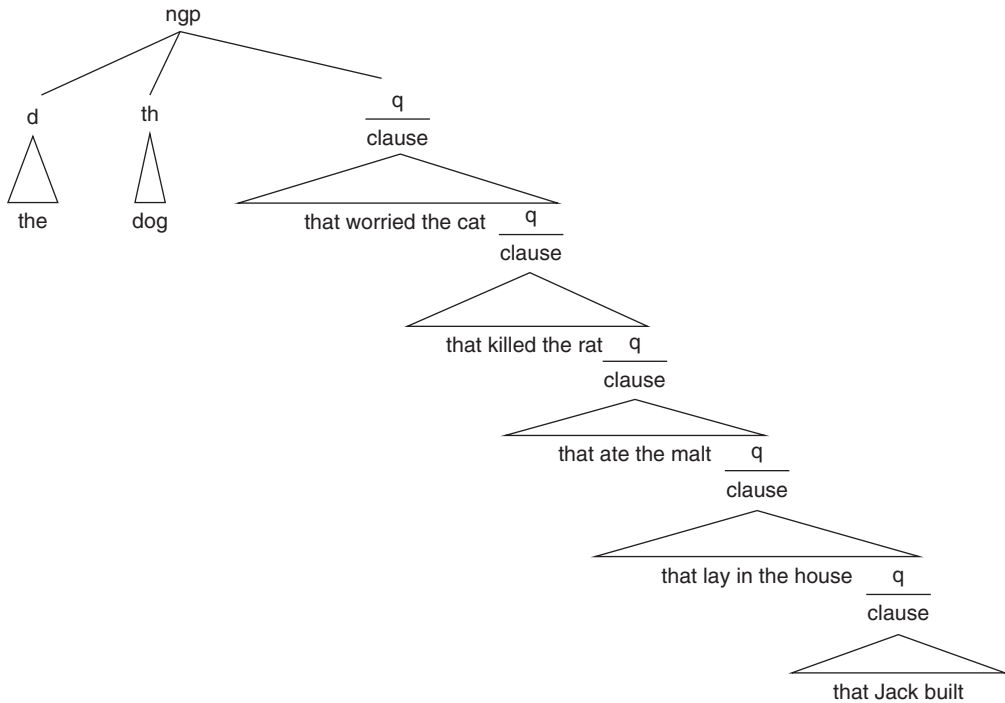 ngp
d th q
clause
the dog
that worried the cat q
clause
that killed the rat q
clause
that ate the malt q
clause
that lay in the house q
clause
that Jack built